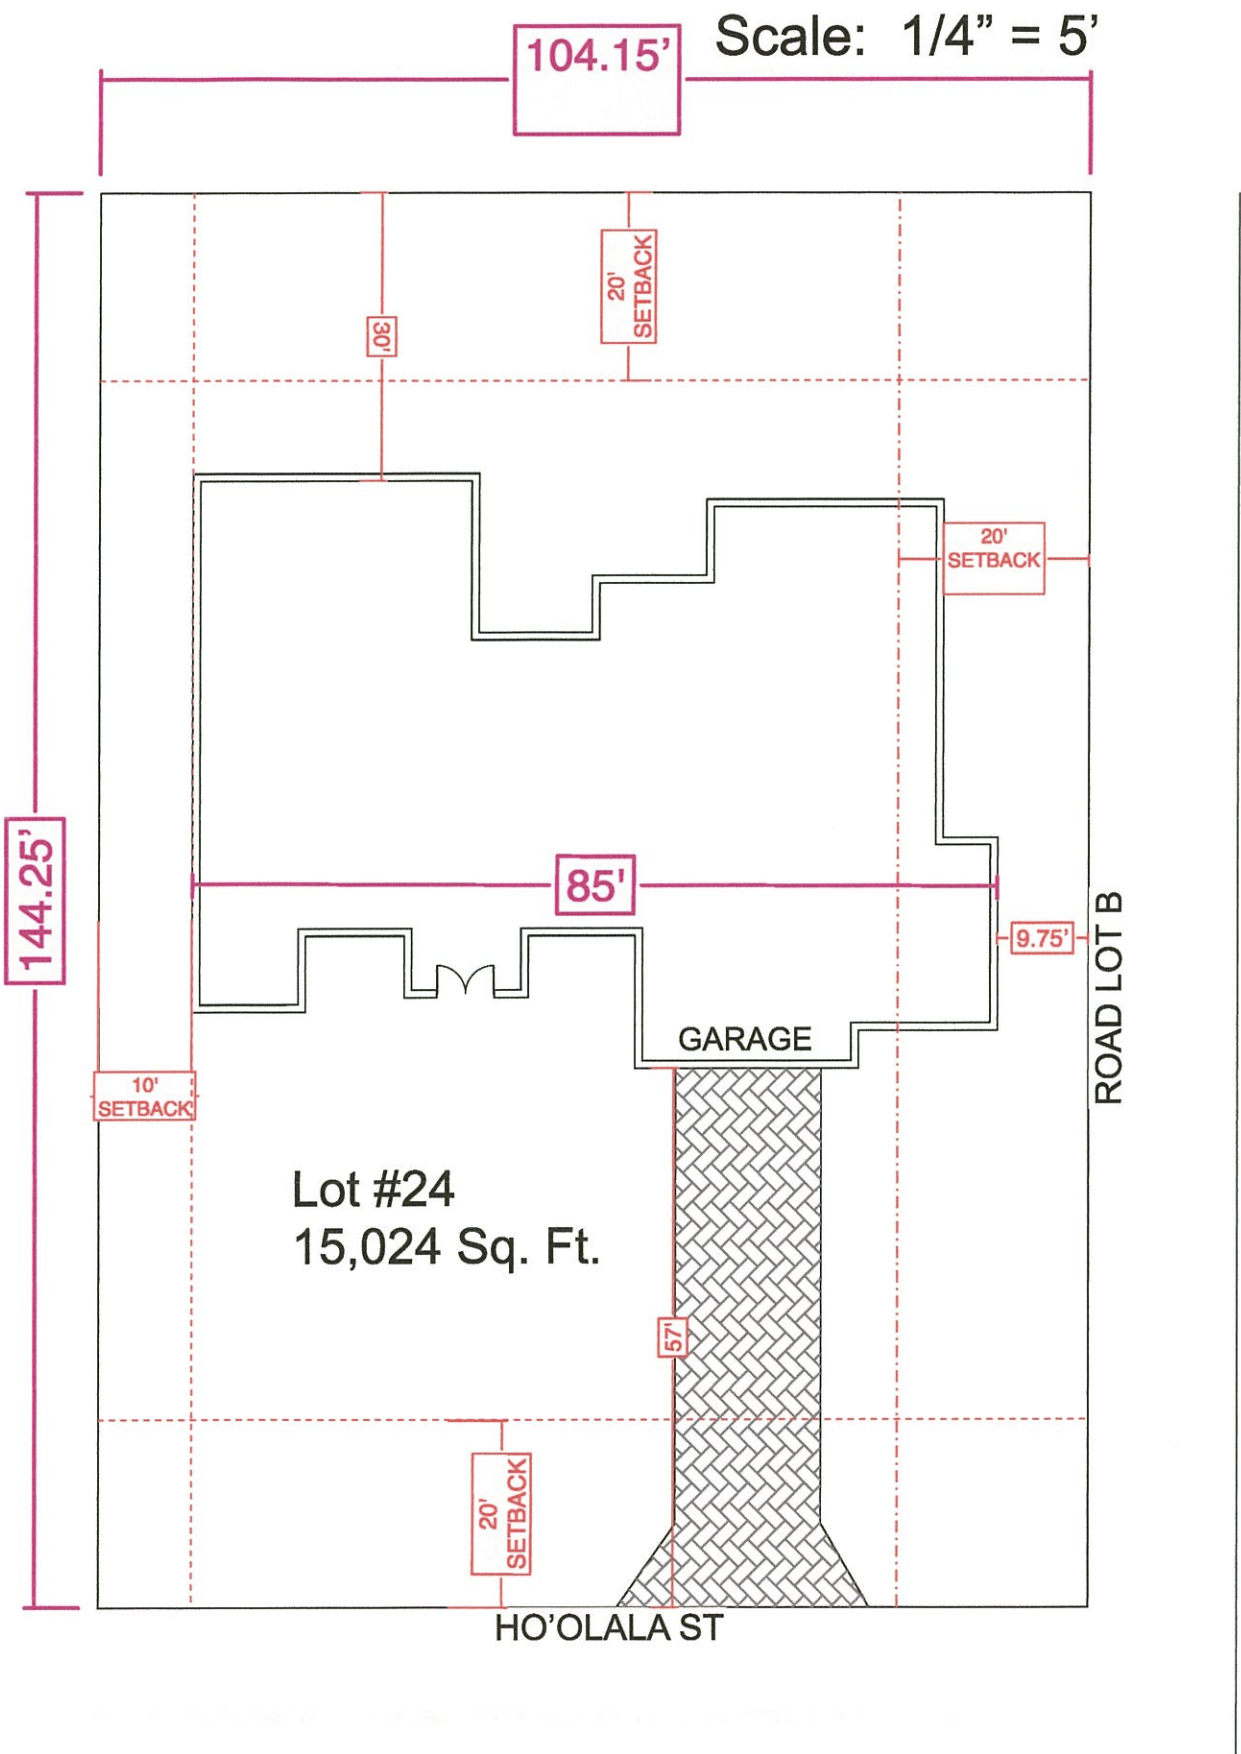 Scale: 1/4” = 5’
104.15’
20'
SETBACK
30'
20'
SETBACK
144.25’
85'
9.75'
ROAD LOT B
GARAGE
10'
SETBACK
Lot #24
15,024 Sq. Ft.
57'
20'
SETBACK
HO’OLALA ST